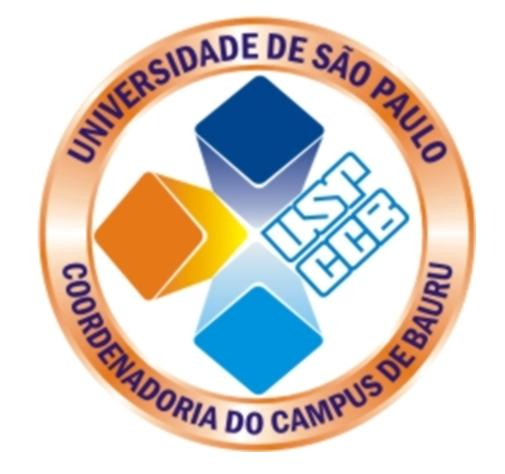 UNIVERSIDADE DE SÃO PAULO
USP
CCB
COORDENADORIA DO CAMPUS DE BAURU